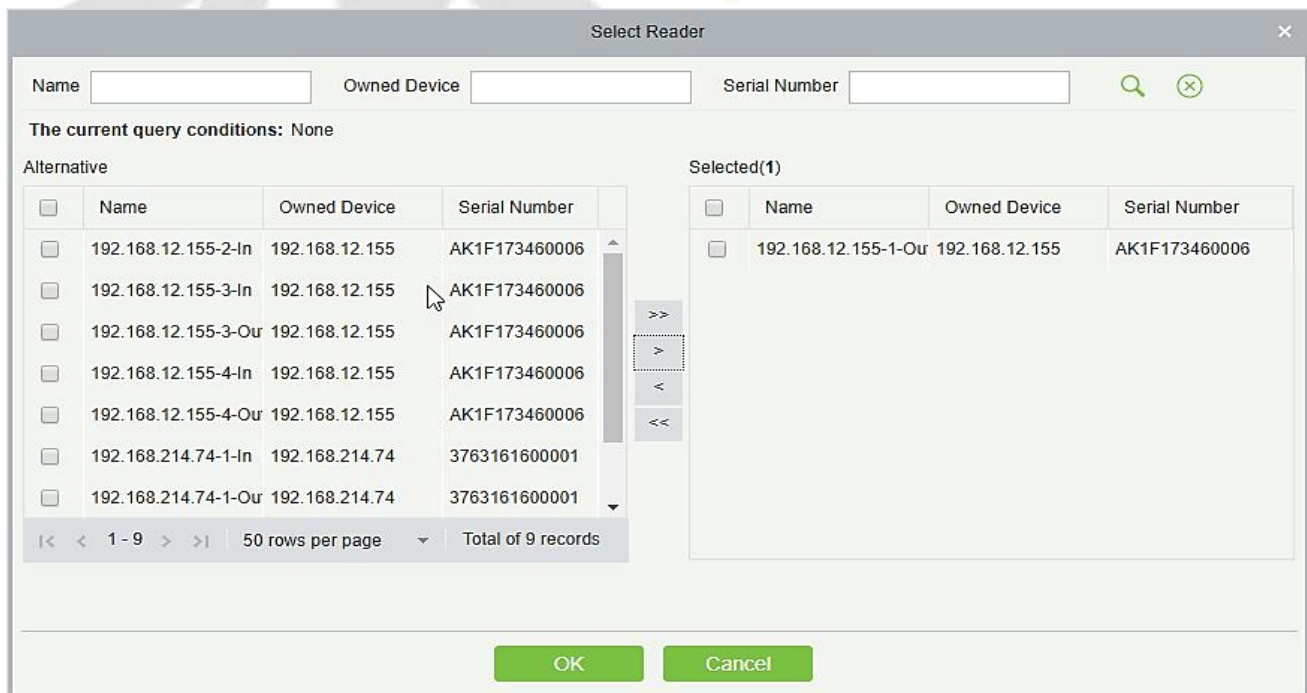 Select Reader ×
Name Owned Device Serial Number
The current query conditions: None
Alternative Selected(1)
Name Owned Device Serial Number Name Owned Device Serial Number
192.168.12.155-2-In 192.168.12.155 AK1F173460006 192.168.12.155-1-Ou 192.168.12.155 AK1F173460006
192.168.12.155-3-In 192.168.12.155 AK1F173460006
>>
192.168.12.155-3-Ou 192.168.12.155 AK1F173460006
>
192.168.12.155-4-In 192.168.12.155 AK1F173460006
<
192.168.12.155-4-Ou 192.168.12.155 AK1F173460006
<<
192.168.214.74-1-In 192.168.214.74 3763161600001
192.168.214.74-1-Ou 192.168.214.74 3763161600001
|< < 1 - 9 > >| 50 rows per page Total of 9 records
OK Cancel